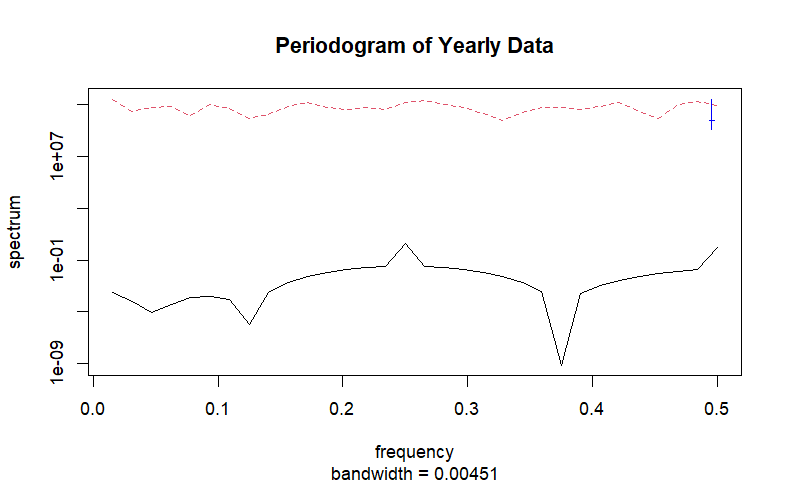 Periodogram of Yearly Data
spectrum
1e+07
1e-01
1e-09
0.0 0.1 0.2 0.3 0.4 0.5
frequency
bandwidth = 0.00451